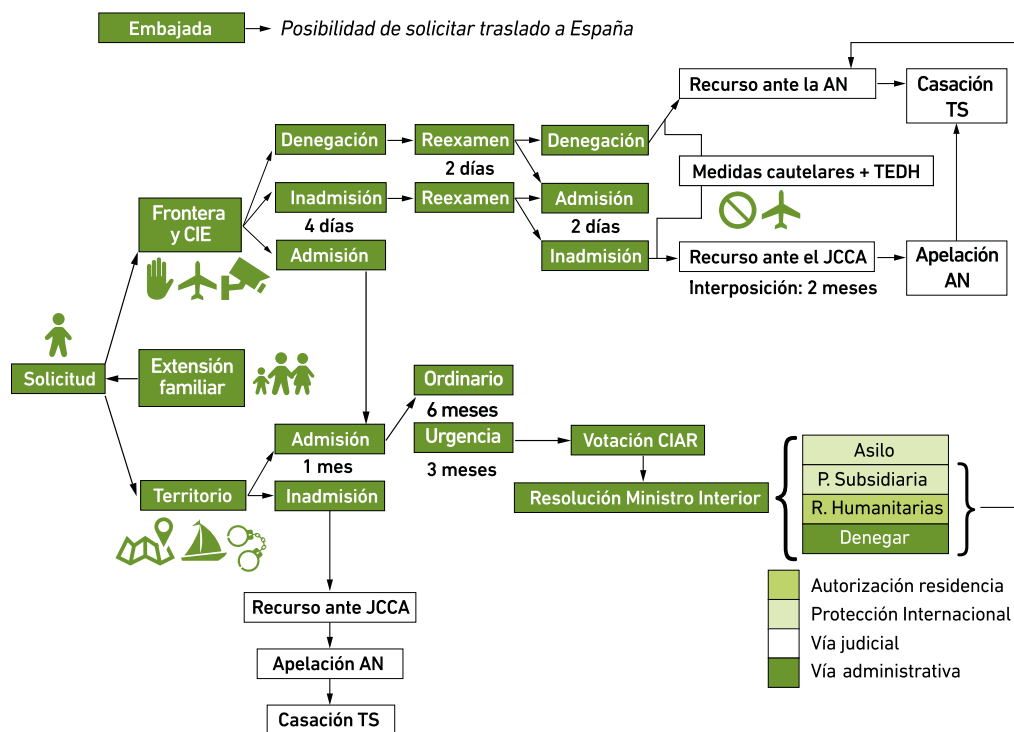 Embajada
Posibilidad de solicitar traslado a España
Recurso ante la AN
Casación
TS
Denegación
Reexamen
2 días
Denegación
Medidas cautelares + TEDH
Inadmisión
4 días
Reexamen
Admisión
2 días
Frontera
y CIE
Admisión
Inadmisión
Recurso ante el JCCA
Interposición: 2 meses
Apelación
AN
Solicitud
Extensión
familiar
Ordinario
6 meses
Admisión
1 mes
Urgencia
3 meses
Votación CIAR
Territorio
Inadmisión
Resolución Ministro Interior
Asilo
P. Subsidiaria
R. Humanitarias
Denegar
Autorización residencia
Protección Internacional
Vía judicial
Vía administrativa
Recurso ante JCCA
Apelación AN
Casación TS